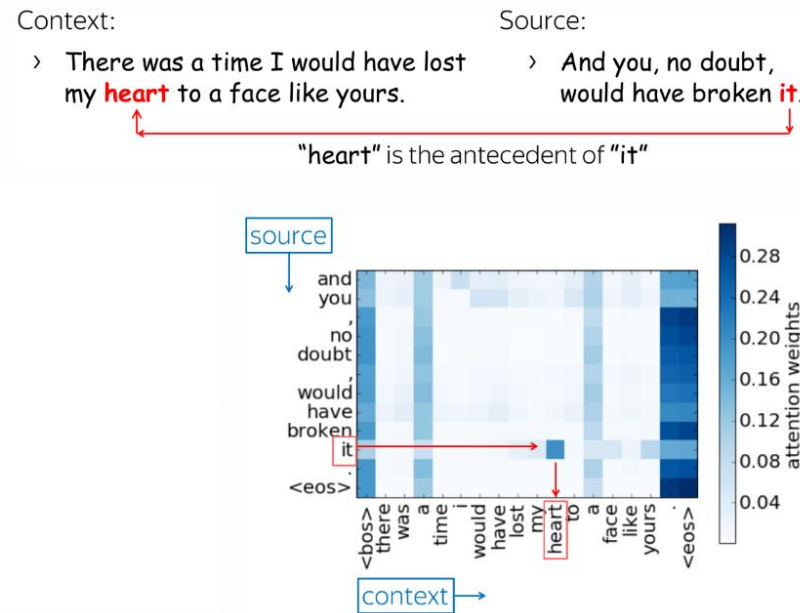 Context:
› There was a time I would have lost
my heart to a face like yours.
Source:
› And you, no doubt,
would have broken it.
“heart” is the antecedent of “it”
source
and
you
,
no
doubt
,
would
have
broken
it
.
<eos>
<bos>
there
was
a
time
i
would
have
lost
my
heart
to
a
face
like
yours
.
<eos>
context
0.28
0.24
0.20
0.16
0.12
0.08
0.04
attention weights